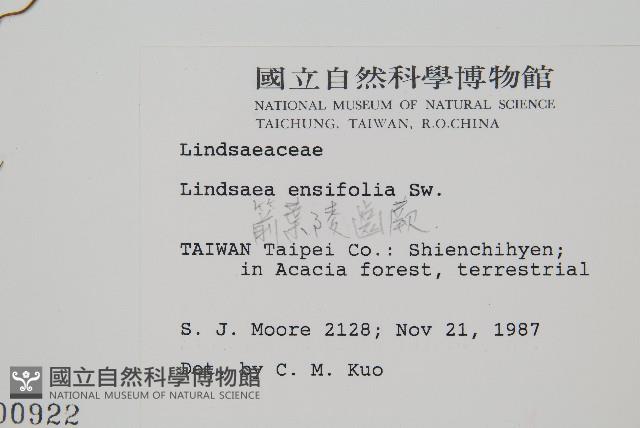 國立自然科學博物館
NATIONAL MUSEUM OF NATURAL SCIENCE
TAICHUNG, TAIWAN, R.O.CHINA
Lindsaeaceae
Lindsaea ensifolia Sw.
箭葉陵齒蕨.
TAIWAN Taipei Co.: Shienchihyen;
in Acacia forest, terrestrial
S. J. Moore 2128; Nov 21, 1987
Det. by C. M. Kuo
國立自然科學博物館
NATIONAL MUSEUM OF NATURAL SCIENCE
00922